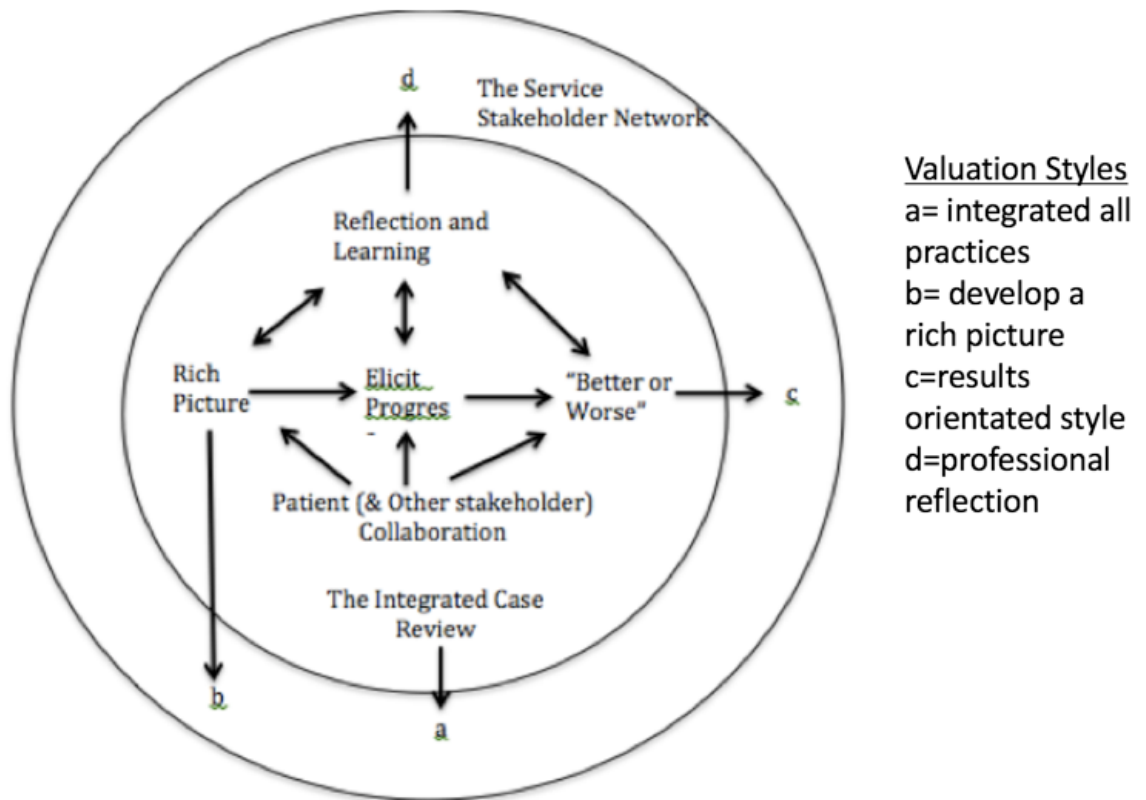 d
The Service
Stakeholder Network
Reflection and
Learning
Rich
Picture
Elicit
Progres
-
"Better or
Worse"
c
Patient (& Other stakeholder)
Collaboration
The Integrated Case
Review
b
a
Valuation Styles
a= integrated all
practices
b= develop a
rich picture
c=results
orientated style
d=professional
reflection